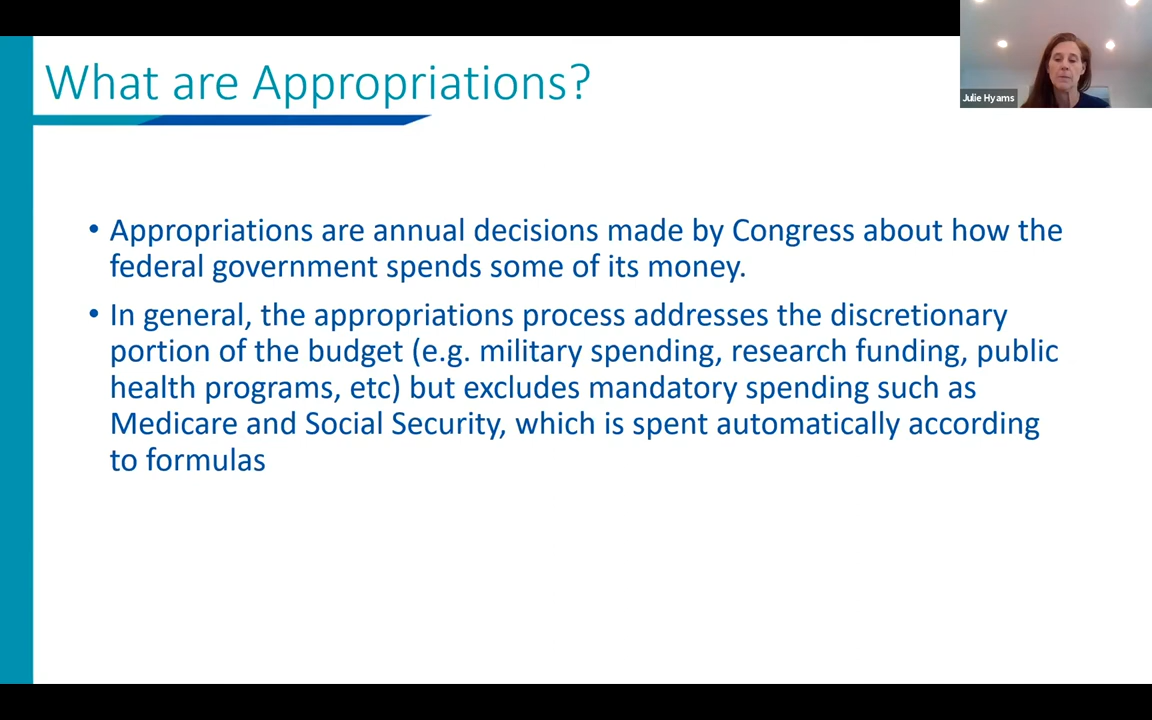 What are Appropriations?
Julie Hyams
• Appropriations are annual decisions made by Congress about how the
federal government spends some of its money.
• In general, the appropriations process addresses the discretionary
portion of the budget (e.g. military spending, research funding, public
health programs, etc) but excludes mandatory spending such as
Medicare and Social Security, which is spent automatically according
to formulas